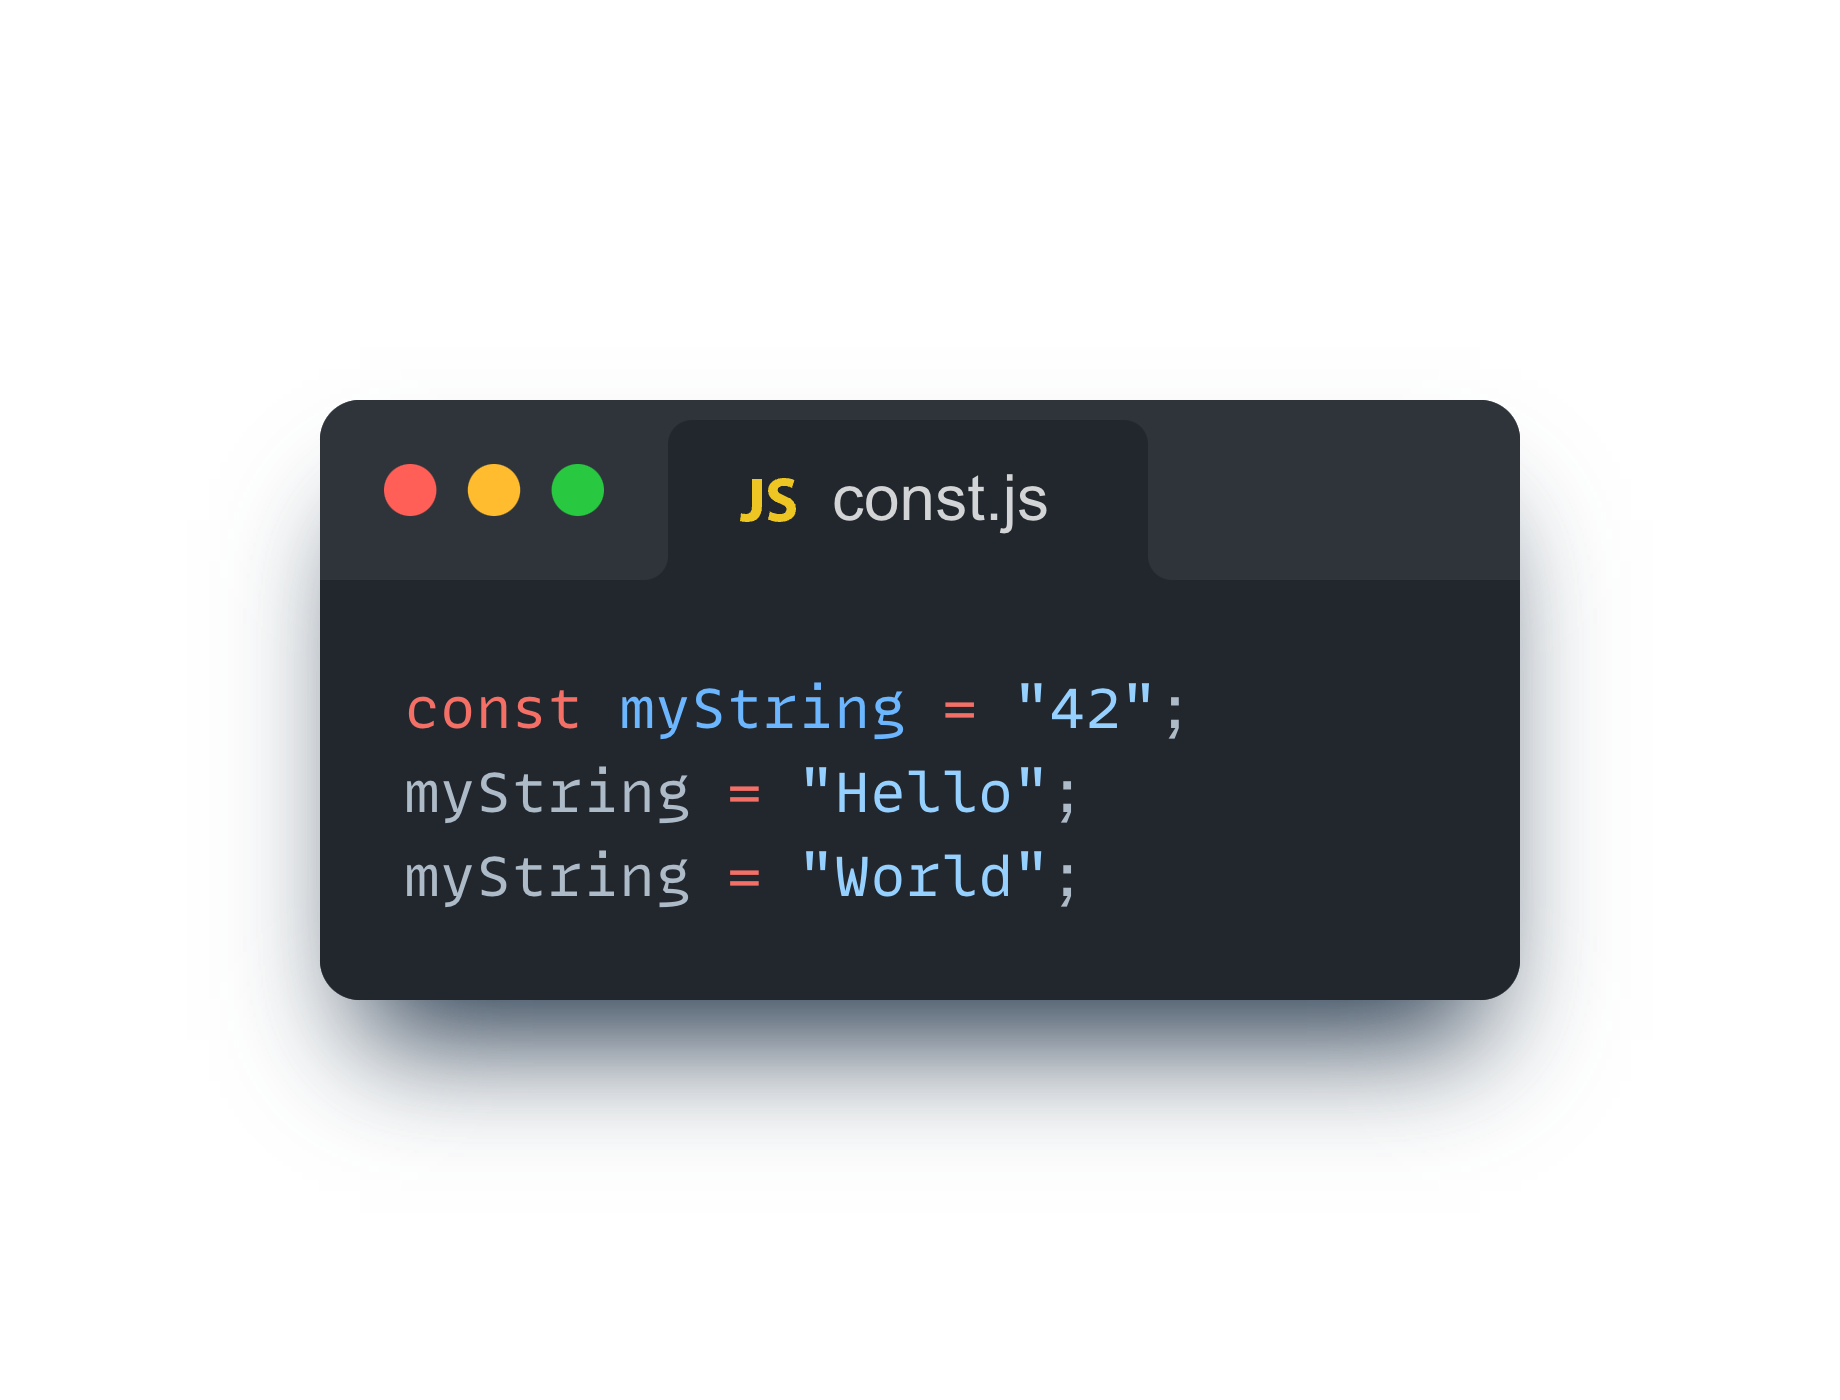 JS const.js
const myString = "42";
myString = "Hello";
myString = "World";